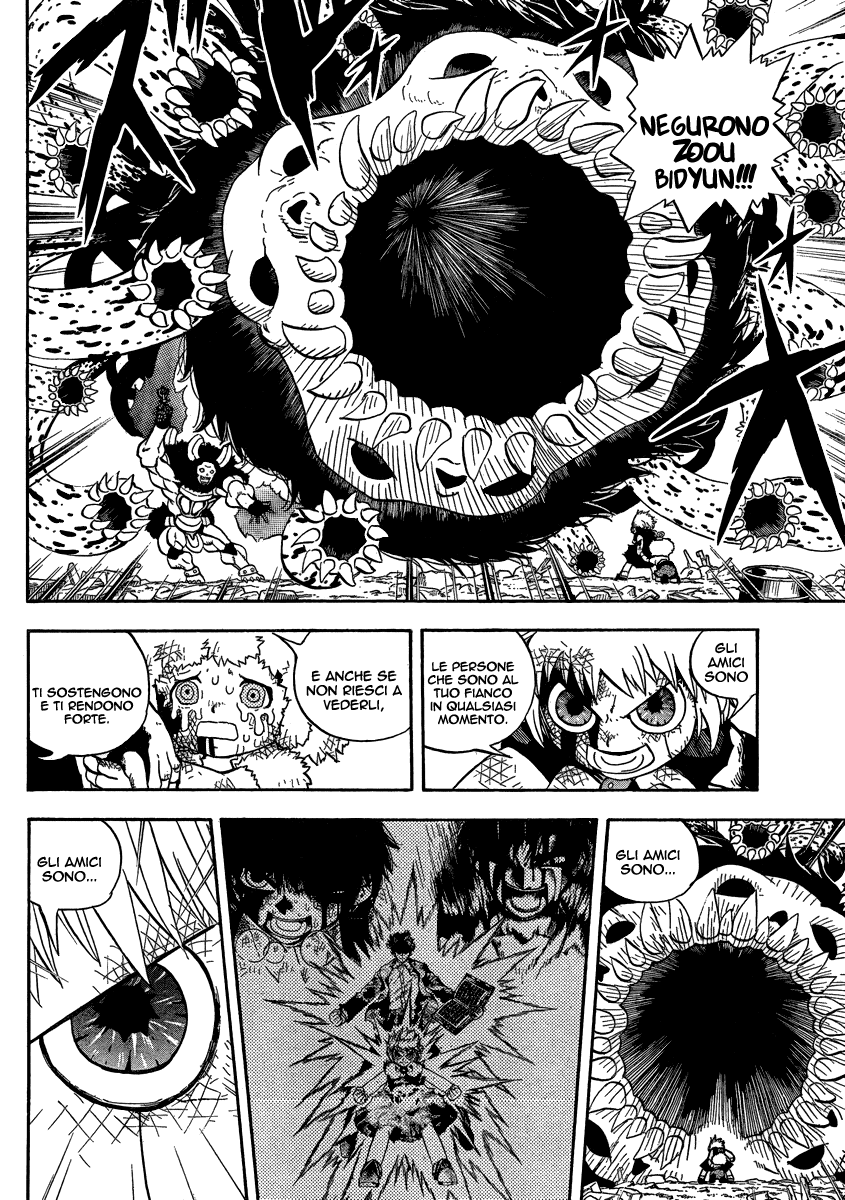 NEGURONO
ZOOU
BIDYUN!!!
GLI
AMICI
SONO
LE PERSONE
CHE SONO AL
TUO FIANCO
IN QUALSIASI
MOMENTO.
E ANCHE SE
NON RIESCI A
VEDERLI,
TI SOSTENGONO
E TI RENDONO
FORTE.
GLI AMICI
SONO...
GLI AMICI
SONO...